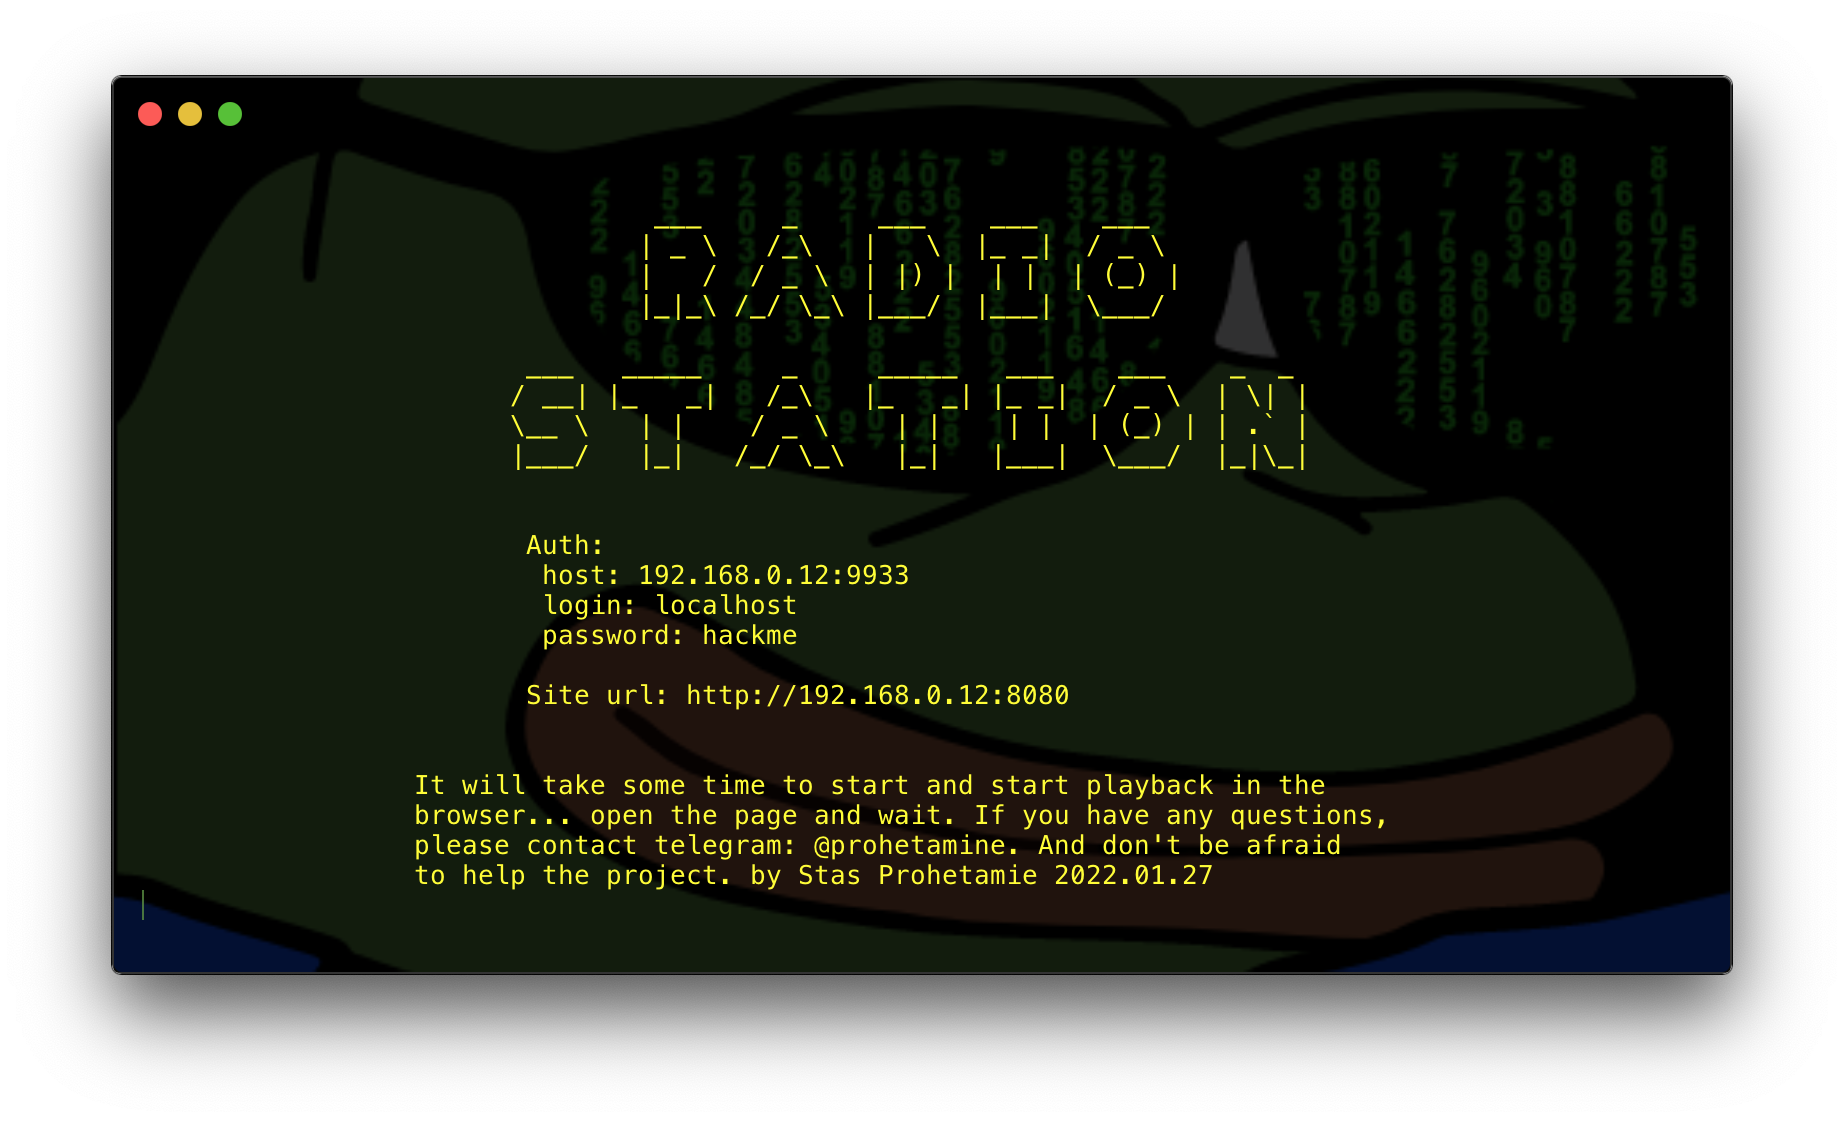 RADIO
STATION
Auth:
host: 192.168.0.12:9933
login: localhost
password: hackme
Site url: http://192.168.0.12:8080
It will take some time to start and start playback in the
browser... open the page and wait. If you have any questions,
please contact telegram: @prohetamine. And don't be afraid
to help the project. by Stas Prohetamie 2022.01.27